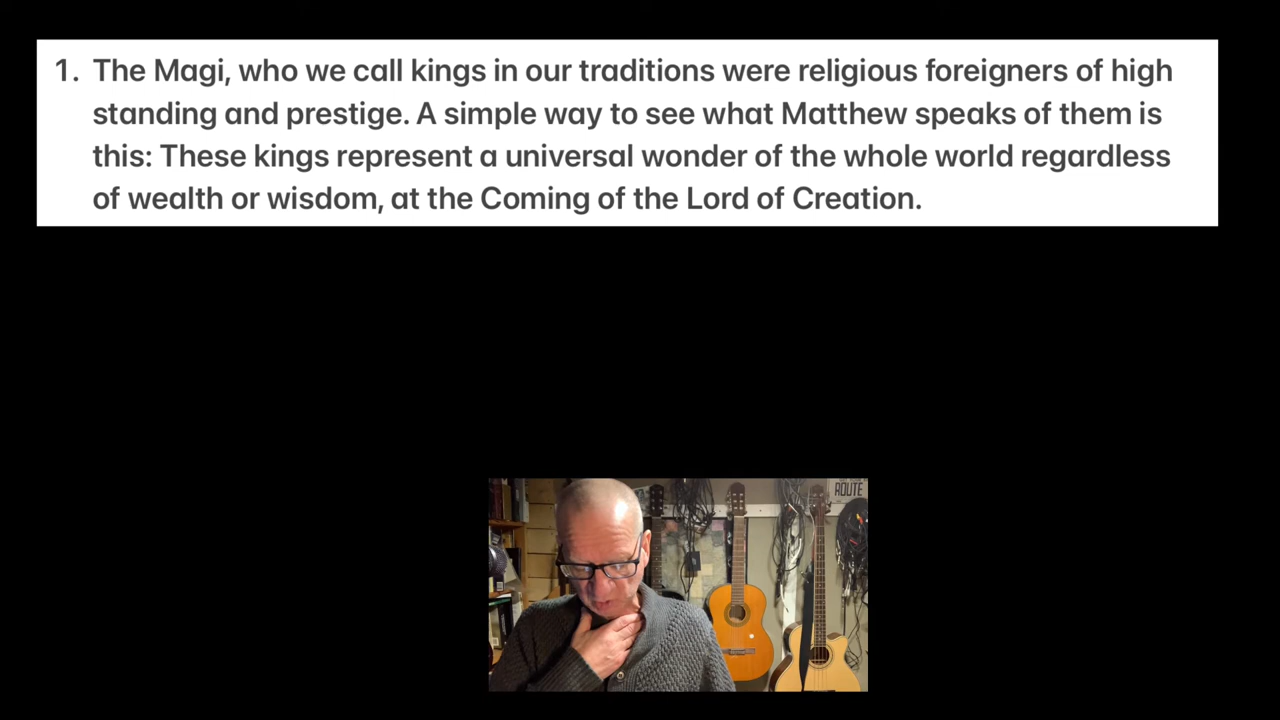 1. The Magi, who we call kings in our traditions were religious foreigners of high
standing and prestige. A simple way to see what Matthew speaks of them is
this: These kings represent a universal wonder of the whole world regardless
of wealth or wisdom, at the Coming of the Lord of Creation.
ROUTE